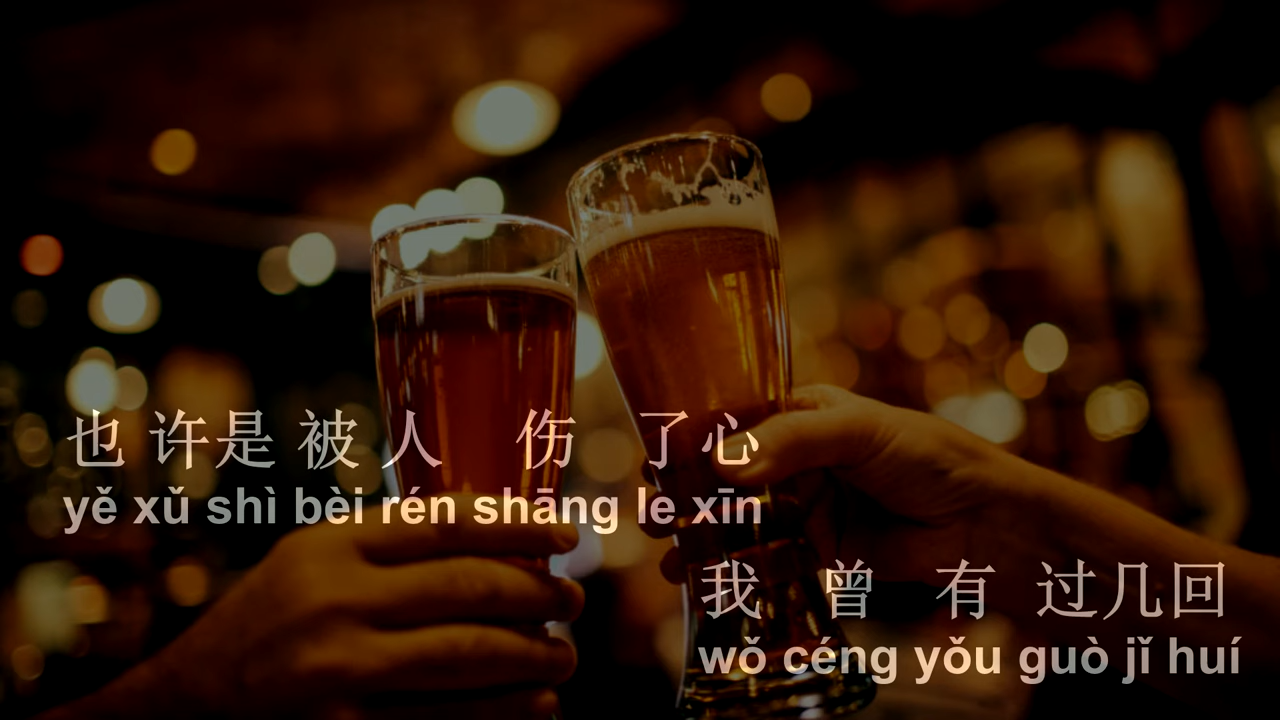 也许是被人伤了心
yě xǔ shì bèi rén shāng le xīn
我曾有过几回
wǒ céng yǒu guò jǐ huí